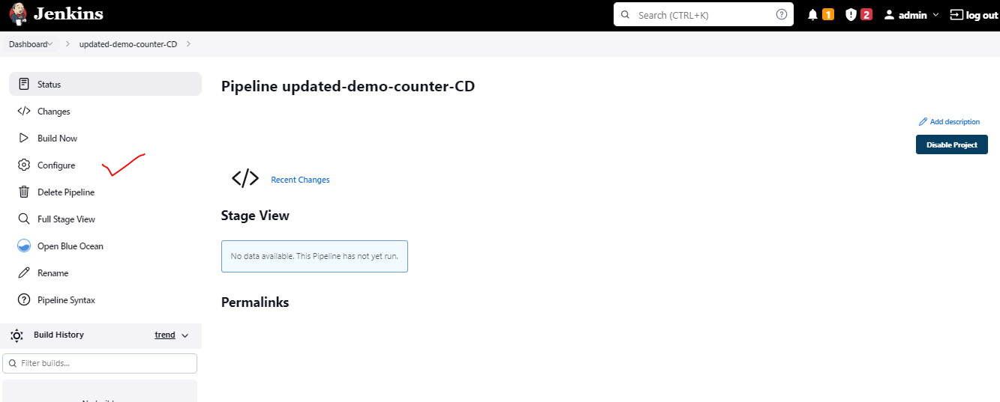 Jenkins
Search (CTRL+K)
1
2
admin
log out
Dashboard
updated-demo-counter-CD
Status
Changes
Build Now
Configure
Delete Pipeline
Full Stage View
Open Blue Ocean
Rename
Pipeline Syntax
Build History
trend
Filter builds...
Pipeline updated-demo-counter-CD
Add description
Disable Project
Recent Changes
Stage View
No data available. This Pipeline has not yet run.
Permalinks